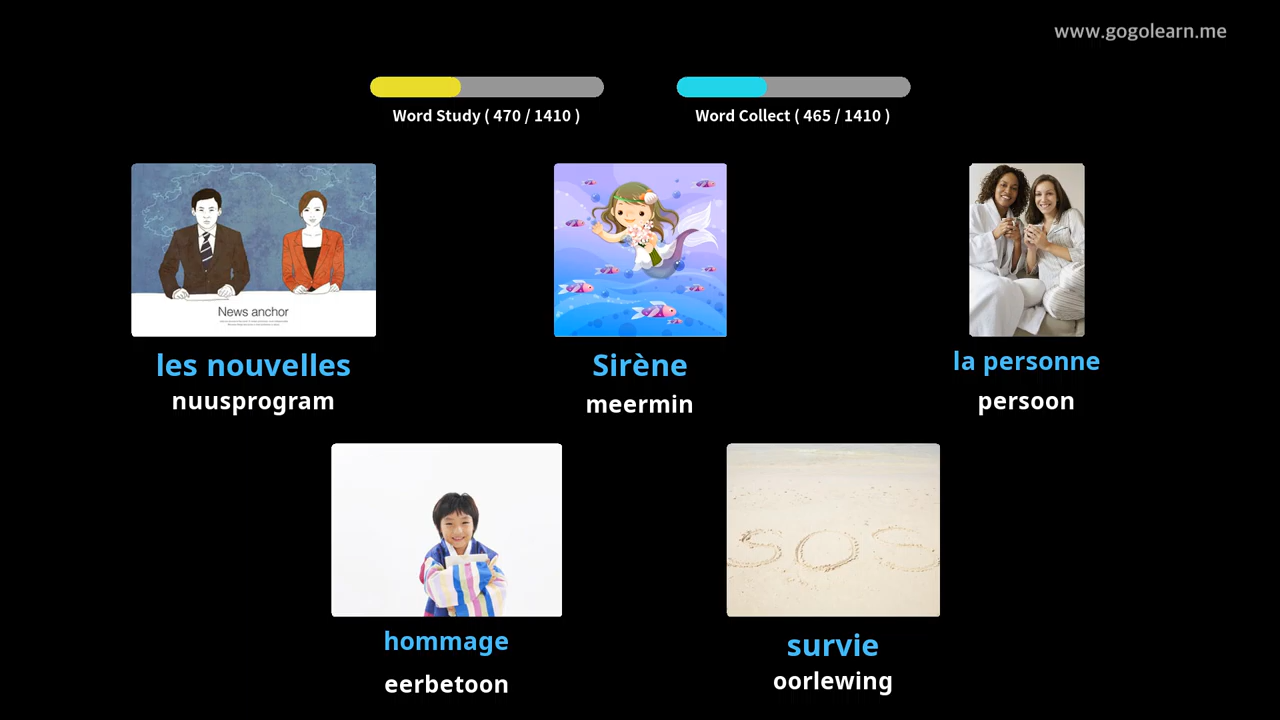 www.gogolearn.me
Word Study ( 470 / 1410 )
Word Collect ( 465 / 1410 )
News anchor
les nouvelles
nuusprogram
Sirène
meermin
la personne
persoon
SOS
hommage
eerbetoon
survie
oorlewing